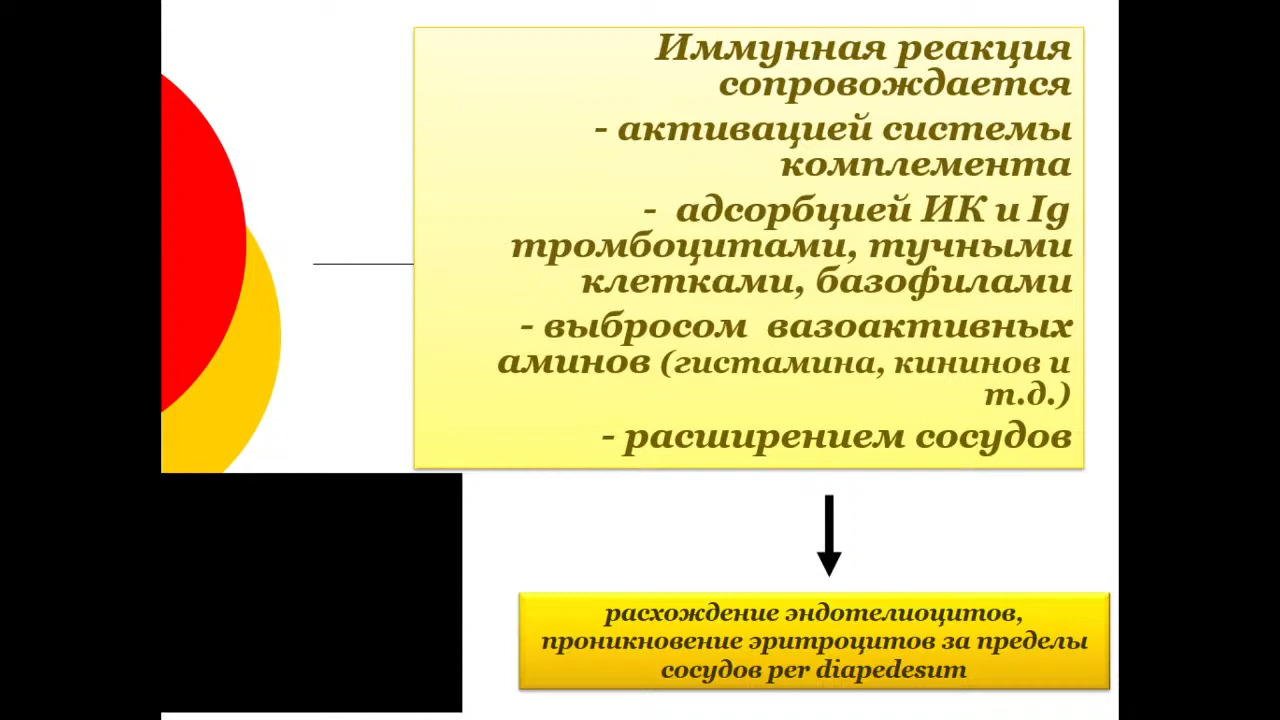 Иммунная реакция
сопровождается
- активацией системы
комплемента
- адсорбцией ИК и Ig
тромбоцитами, тучными
клетками, базофилами
- выбросом вазоактивных
аминов (гистамина, кининов и
т.д.)
- расширением сосудов
расхождение эндотелиоцитов,
проникновение эритроцитов за пределы
сосудов per diapedesum